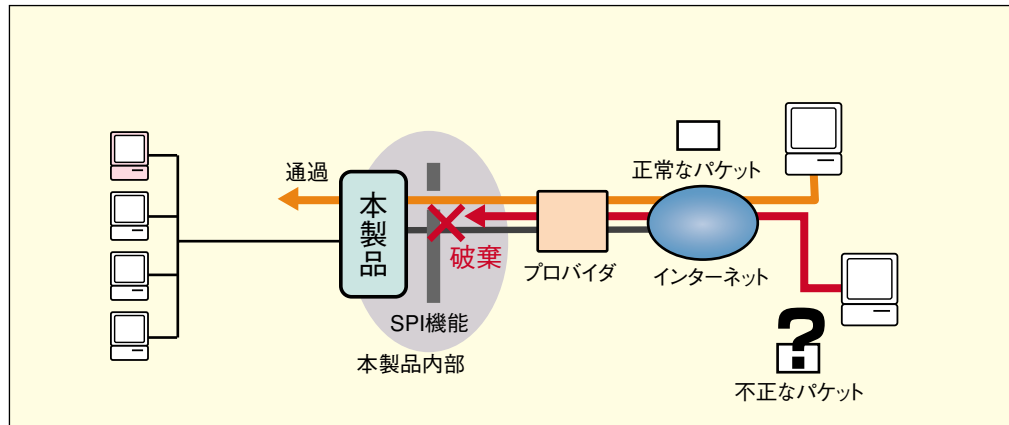 正常なパケット
通過
本製品
破棄
プロバイダ
インターネット
SPI機能
本製品内部
?
不正なパケット